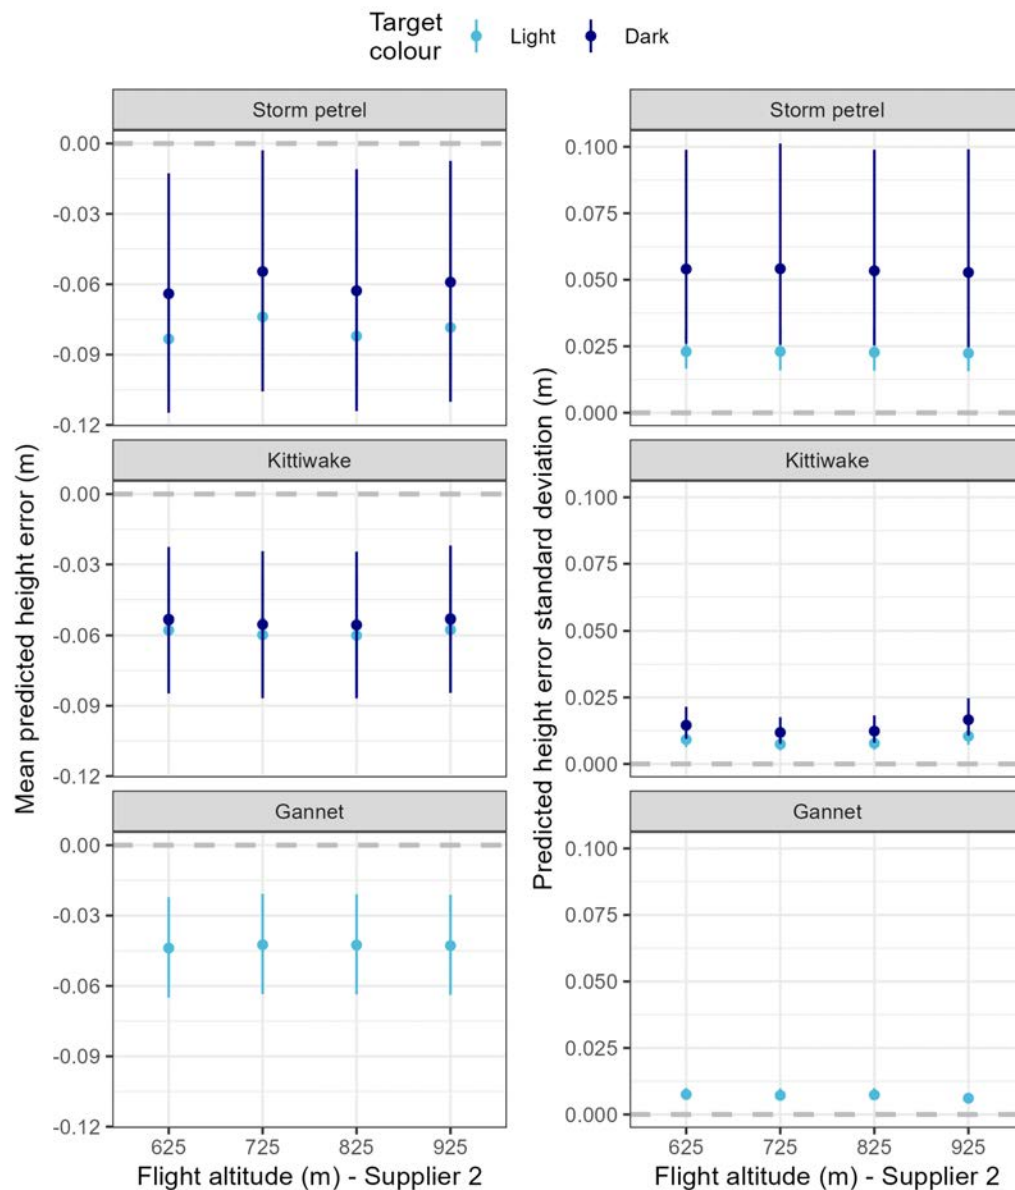 Target
colour
Light
Dark
Mean predicted height error (m)
Storm petrel
0.00
-0.03
-0.06
-0.09
-0.12
Kittiwake
0.00
-0.03
-0.06
-0.09
-0.12
Gannet
0.00
-0.03
-0.06
-0.09
-0.12
625 725 825 925
Flight altitude (m) - Supplier 2
Predicted height error standard deviation (m)
Storm petrel
0.100
0.075
0.050
0.025
0.000
Kittiwake
0.100
0.075
0.050
0.025
0.000
Gannet
0.100
0.075
0.050
0.025
0.000
625 725 825 925
Flight altitude (m) - Supplier 2